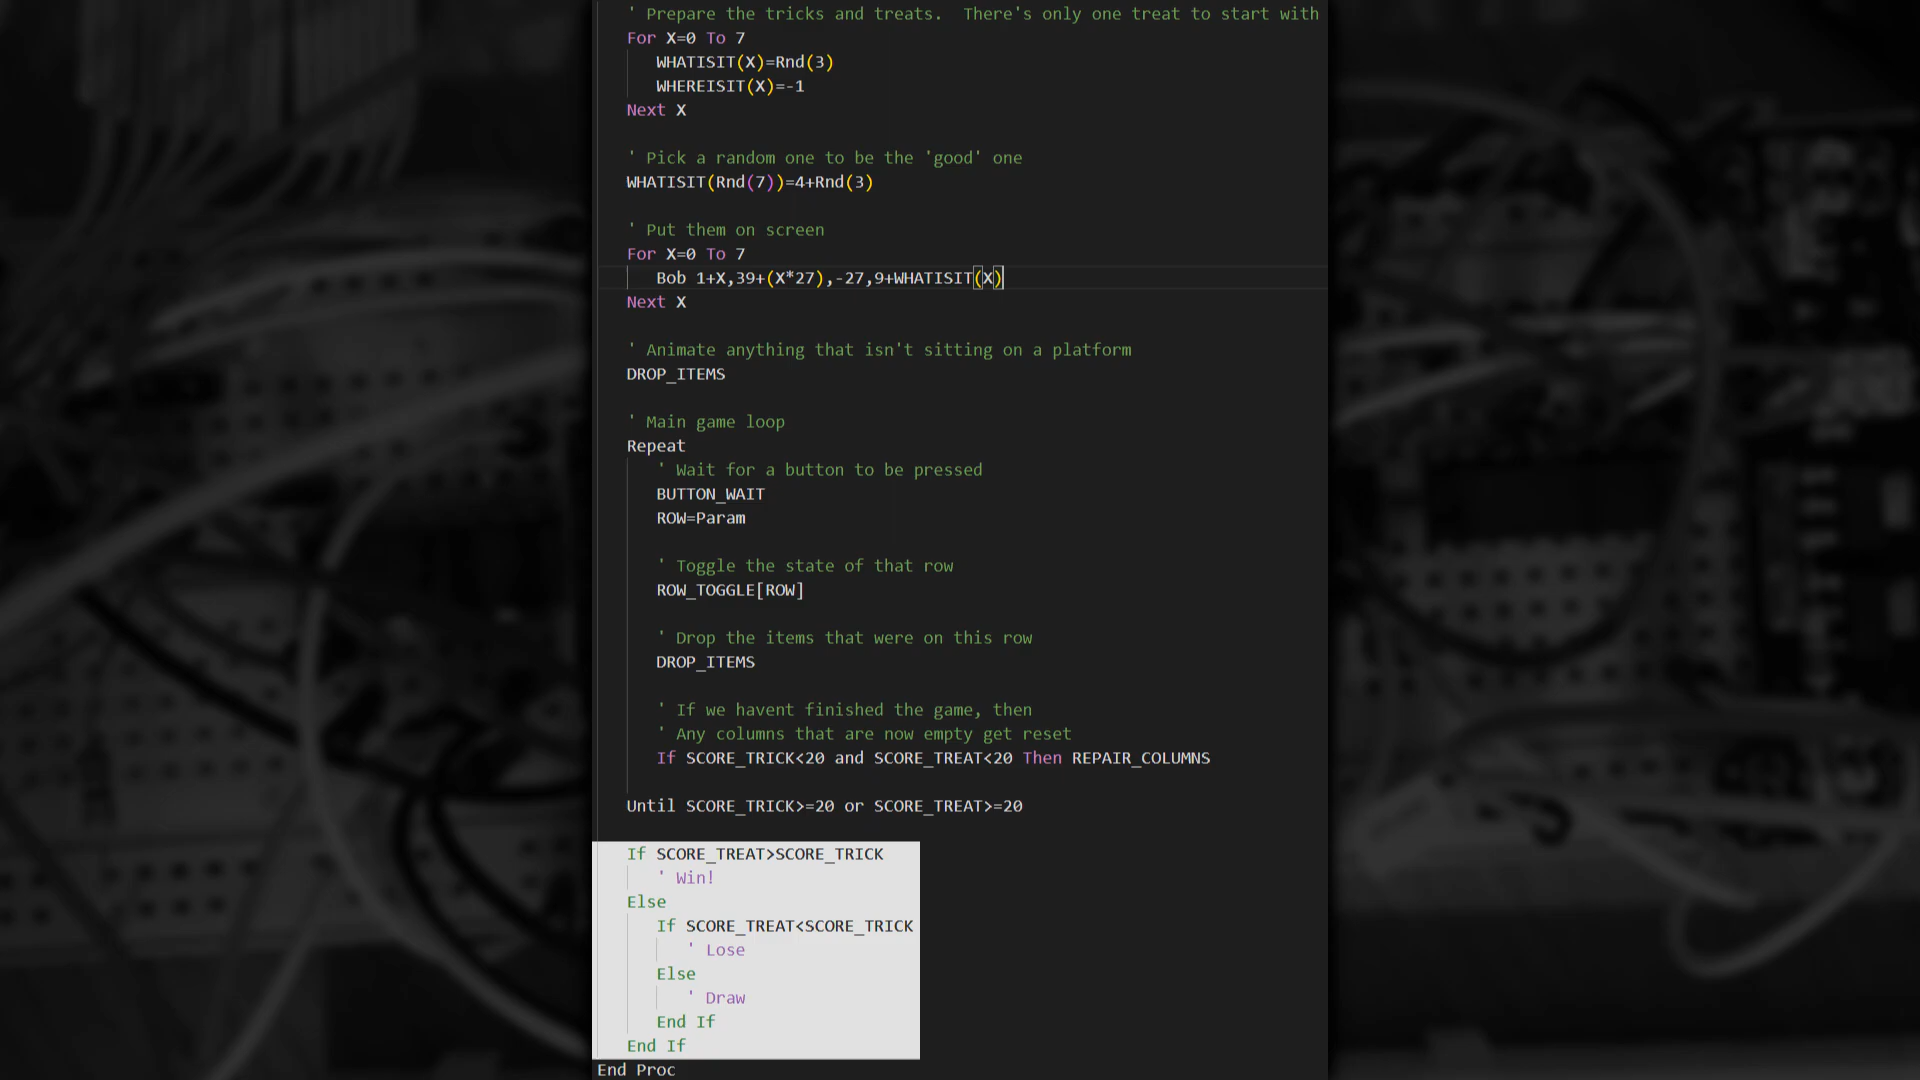 ' Prepare the tricks and treats.  There's only one treat to start with
For X=0 To 7
WHATISIT(X)=Rnd(3)
WHEREISIT(X)=-1
Next X
' Pick a random one to be the 'good' one
WHATISIT(Rnd(7))=4+Rnd(3)
' Put them on screen
For X=0 To 7
Bob 1+X,39+(X*27),-27,9+WHATISIT(X)
Next X
' Animate anything that isn't sitting on a platform
DROP_ITEMS
' Main game loop
Repeat
' Wait for a button to be pressed
BUTTON_WAIT
ROW=Param
' Toggle the state of that row
ROW_TOGGLE[ROW]
' Drop the items that were on this row
DROP_ITEMS
' If we havent finished the game, then
' Any columns that are now empty get reset
If SCORE_TRICK<20 and SCORE_TREAT<20 Then REPAIR_COLUMNS
Until SCORE_TRICK>=20 or SCORE_TREAT>=20
If SCORE_TREAT>SCORE_TRICK
' Win!
Else
If SCORE_TREAT<SCORE_TRICK
' Lose
Else
' Draw
End If
End If
End Proc